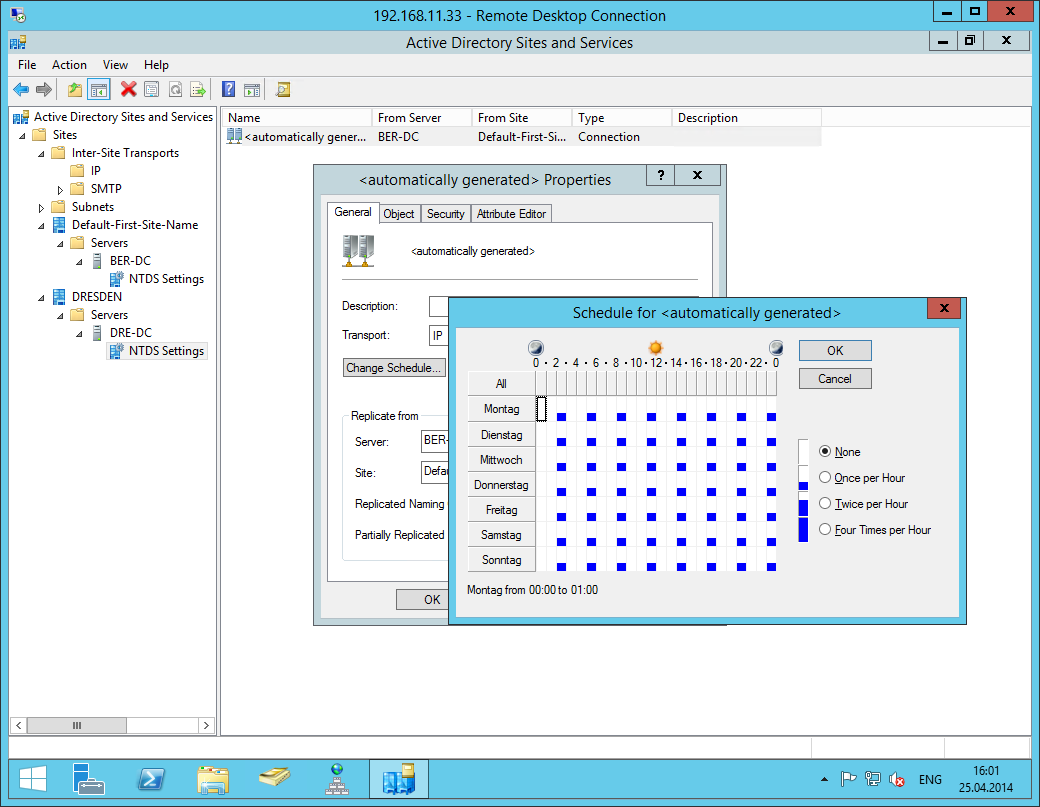 192.168.11.33 - Remote Desktop Connection
Active Directory Sites and Services
File Action View Help
Active Directory Sites and Services
Sites
Inter-Site Transports
IP
SMTP
Subnets
Default-First-Site-Name
Servers
BER-DC
NTDS Settings
DRESDEN
Servers
DRE-DC
NTDS Settings
Name From Server From Site Type Description
<automatically gener... BER-DC Default-First-Si... Connection
<automatically generated> Properties
General Object Security Attribute Editor
<automatically generated>
Description:
Transport: IP
Change Schedule...
Replicate from
Server: BER-
Site: Defau
Replicated Naming
Partially Replicated
OK
Schedule for <automatically generated>
0 · 2 · 4 · 6 · 8 · 10 · 12 · 14 · 16 · 18 · 20 · 22 · 0
All
Montag
Dienstag
Mittwoch
Donnerstag
Freitag
Samstag
Sonntag
Montag from 00:00 to 01:00
OK
Cancel
None
Once per Hour
Twice per Hour
Four Times per Hour
ENG
16:01
25.04.2014